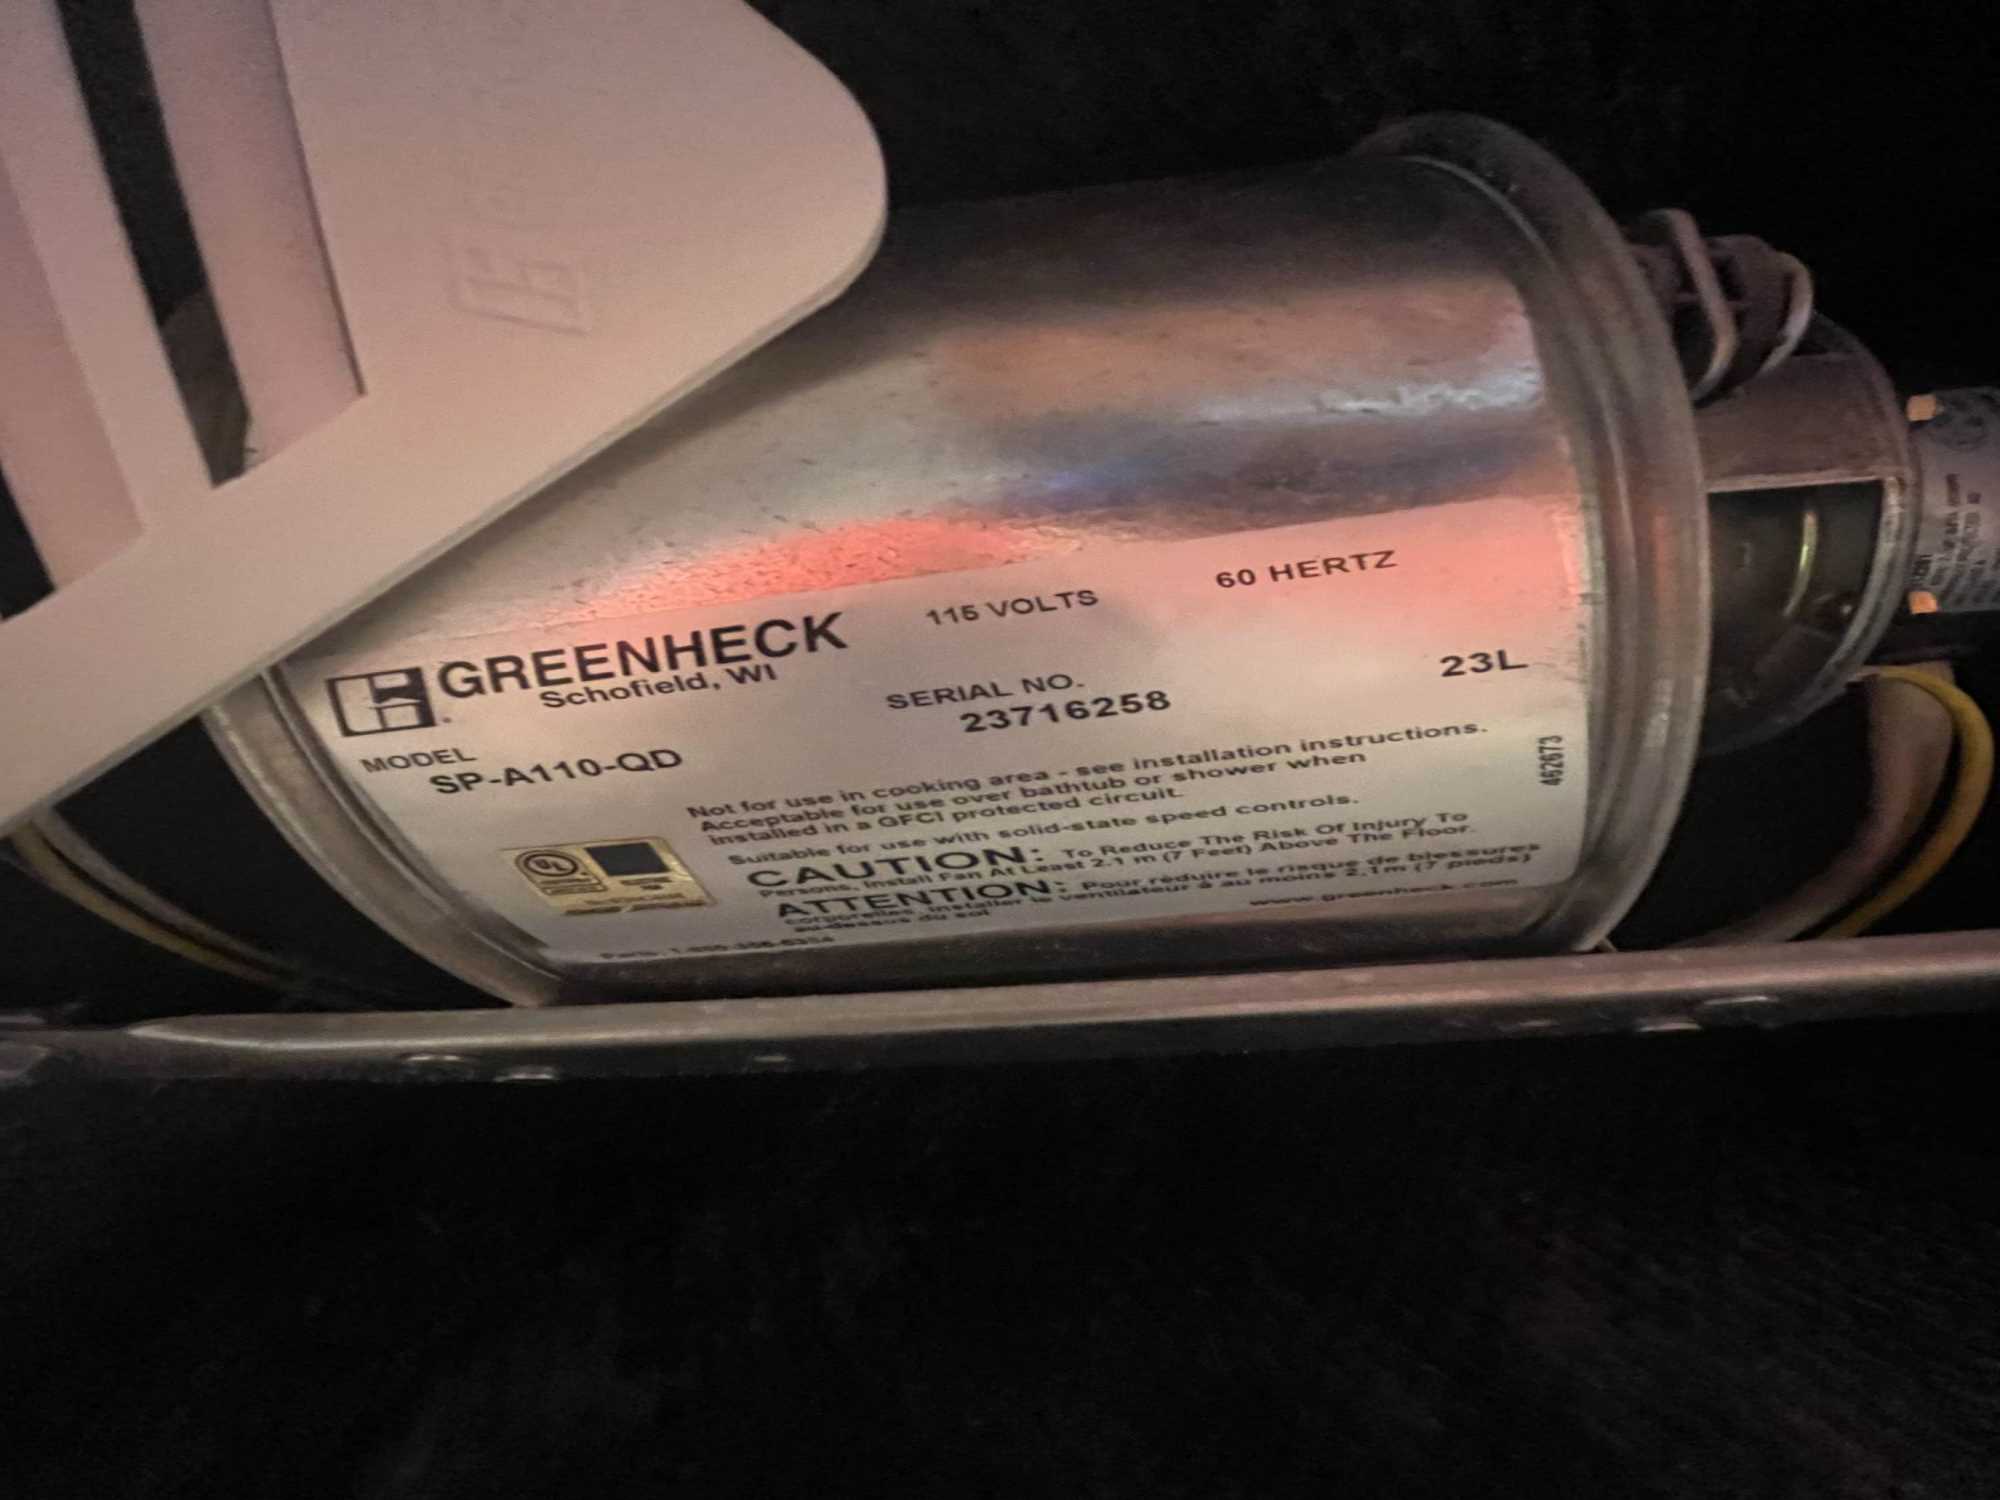 GREENHECK
Schofield, WI
115 VOLTS
60 HERTZ
MODEL
SP-A110-QD
SERIAL NO.
23716258
23L
Not for use in cooking area - see installation instructions.
Acceptable for use over bathtub or shower when
installed in a GFCI protected circuit.
Suitable for use with solid-state speed controls.
CAUTION: To Reduce The Risk Of Injury To
Persons, Install Fan At Least 2.1 m (7 Feet) Above The Floor.
ATTENTION: Pour réduire le risque de blessures
corporelles, installer le ventilateur à au moins 2,1m (7 pieds)
au-dessus du sol
www.greenheck.com
462673
UL